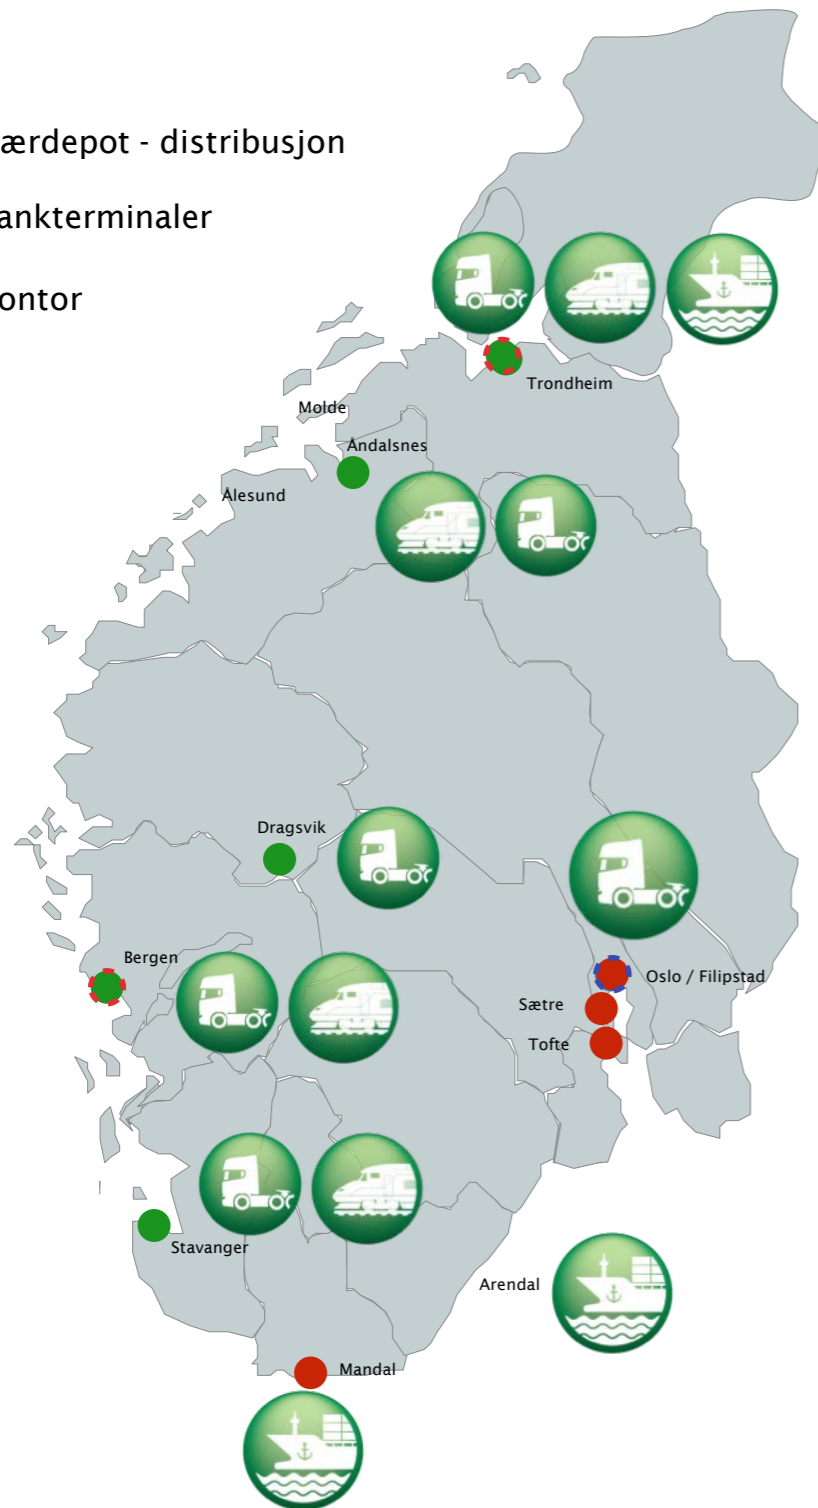 ærdepot - distribusjon
ankterminaler
ontor
Trondheim
Molde
Åndalsnes
Ålesund
Dragsvik
Bergen
Oslo / Filipstad
Sætre
Tofte
Stavanger
Arendal
Mandal